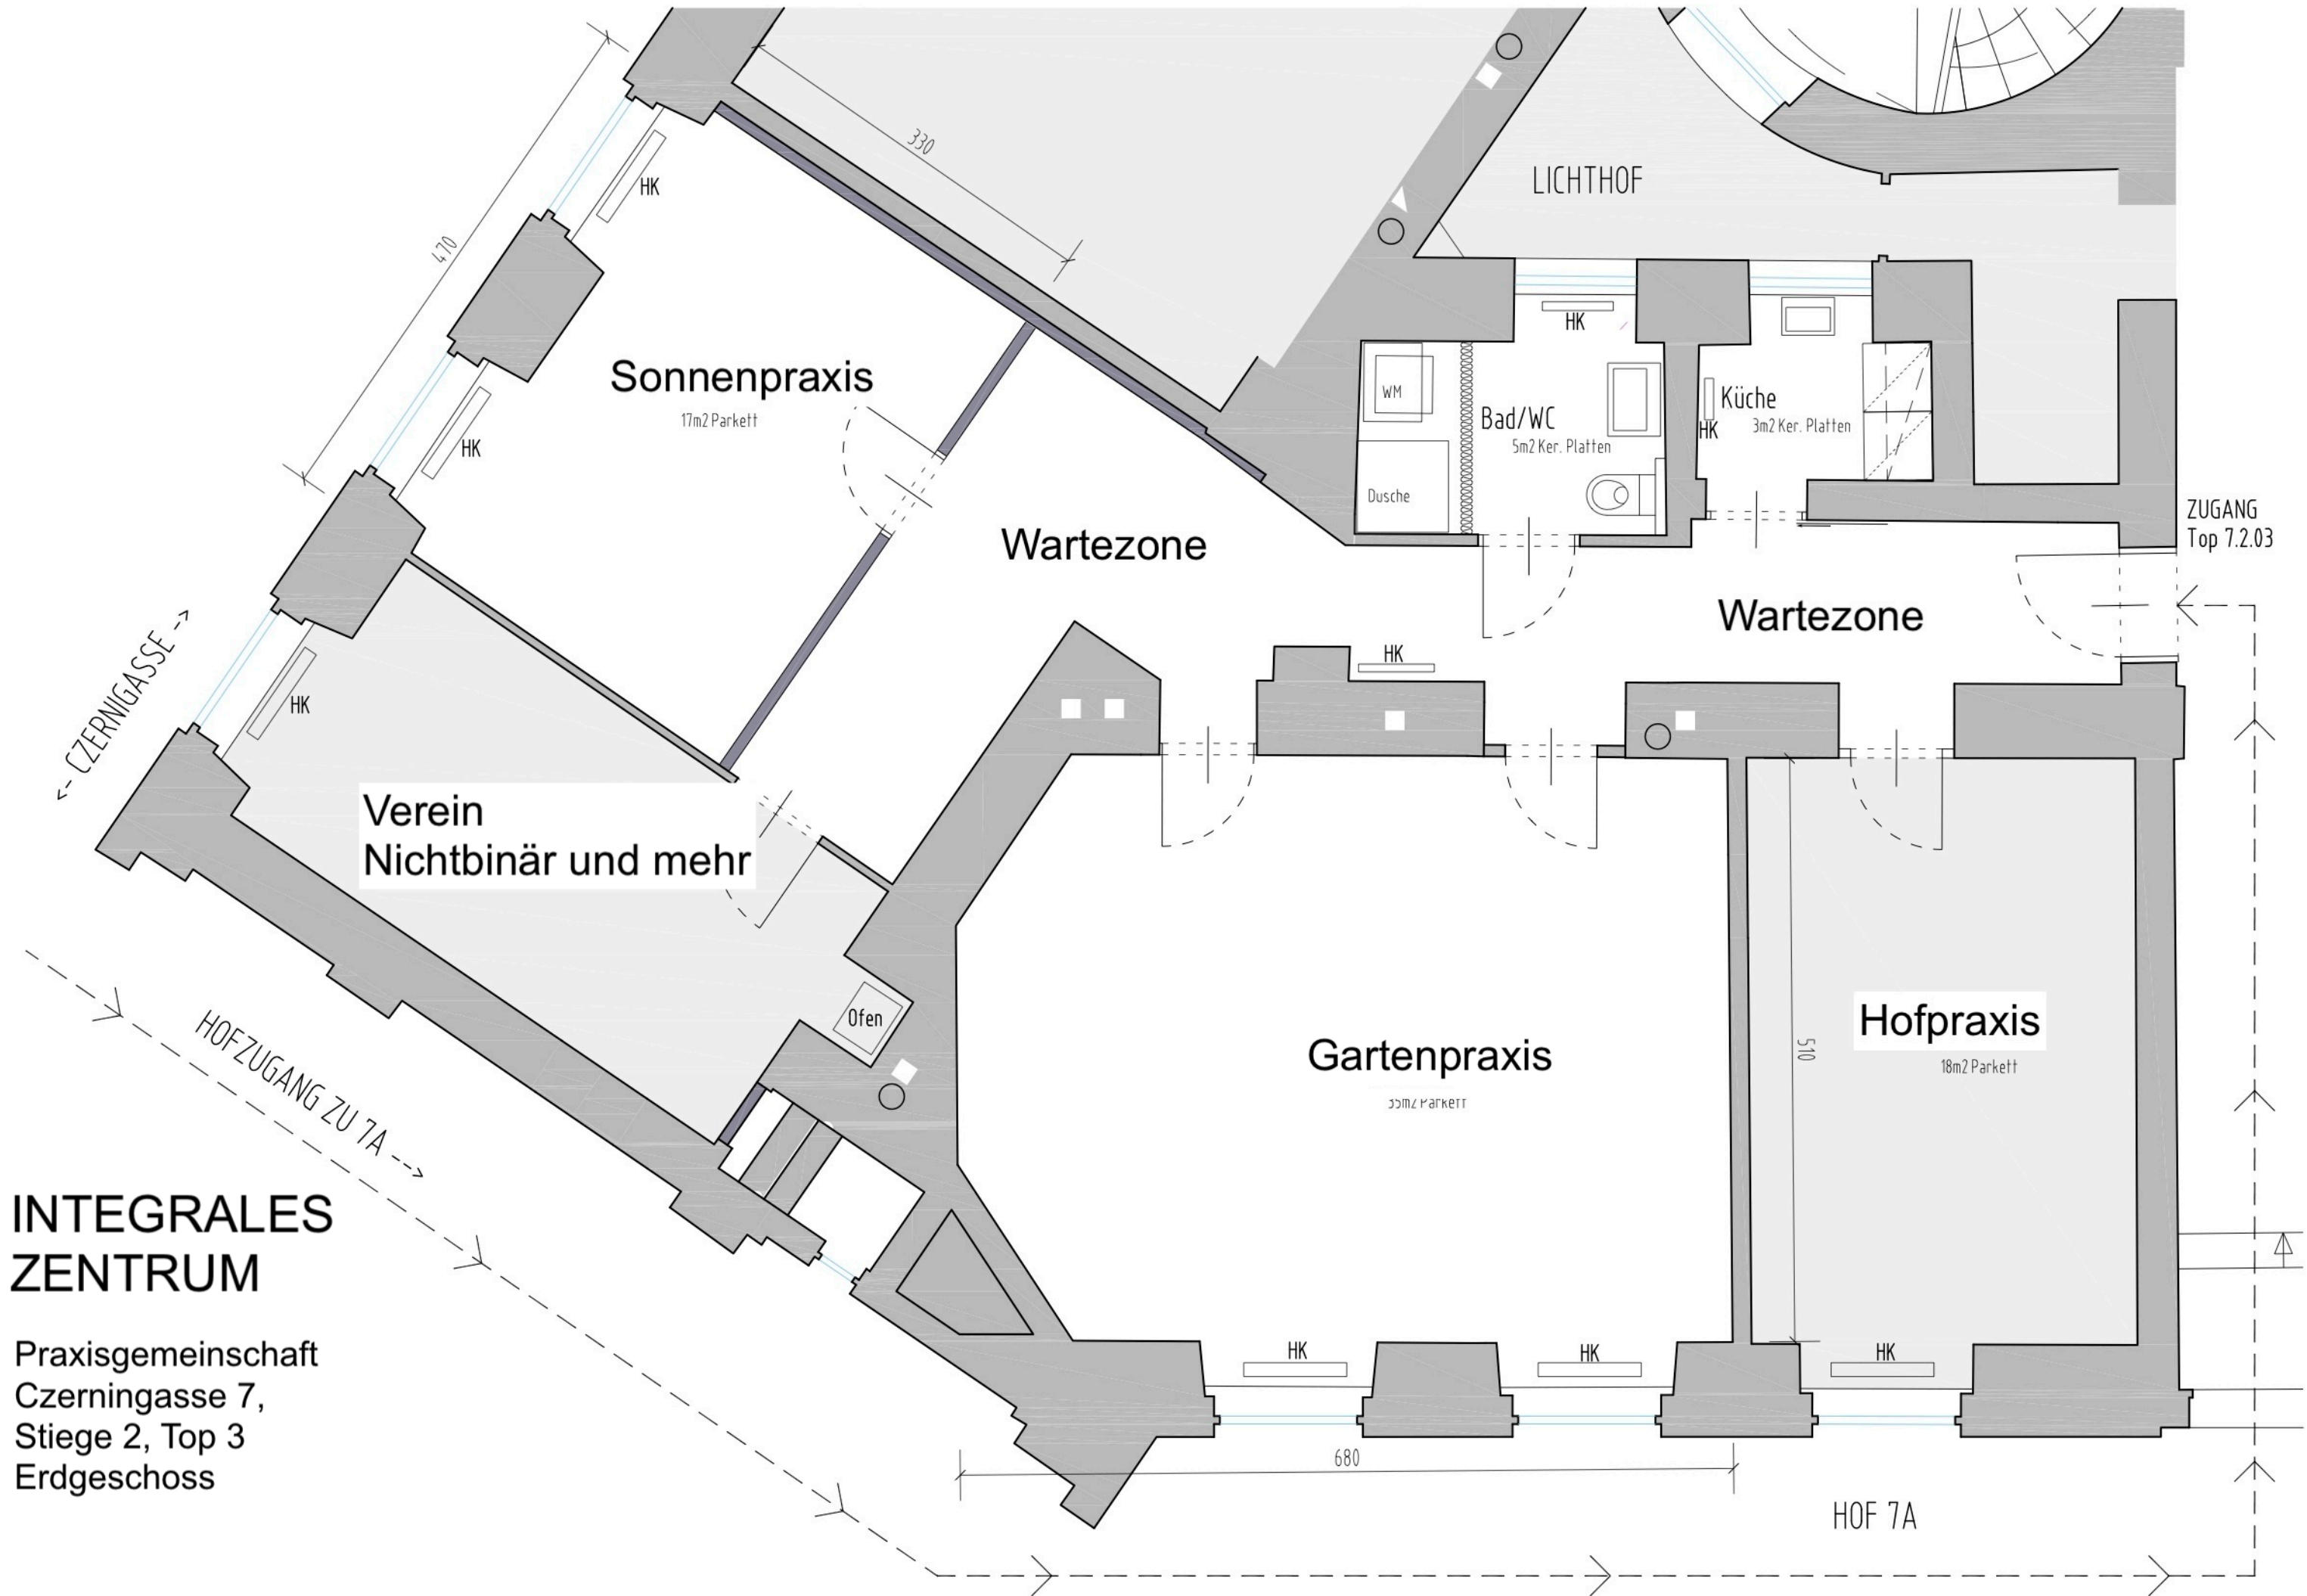 330
LICHTHOF
HK
470
HK
Sonnenpraxis
17m2 Parkett
HK
WM
Bad/WC
5m2 Ker. Platten
Küche
3m2 Ker. Platten
HK
HK
Dusche
ZUGANG
Top 7.2.03
Wartezone
Wartezone
HK
HK
<-- CZERNIGASSE -->
Verein
Nichtbinär und mehr
Ofen
Hofpraxis
18m2 Parkett
510
Gartenpraxis
35m2 Parkett
HOFZUGANG ZU 7A -->
INTEGRALES
ZENTRUM
Praxisgemeinschaft
Czerningasse 7,
Stiege 2, Top 3
Erdgeschoss
HK
HK
HK
680
HOF 7A